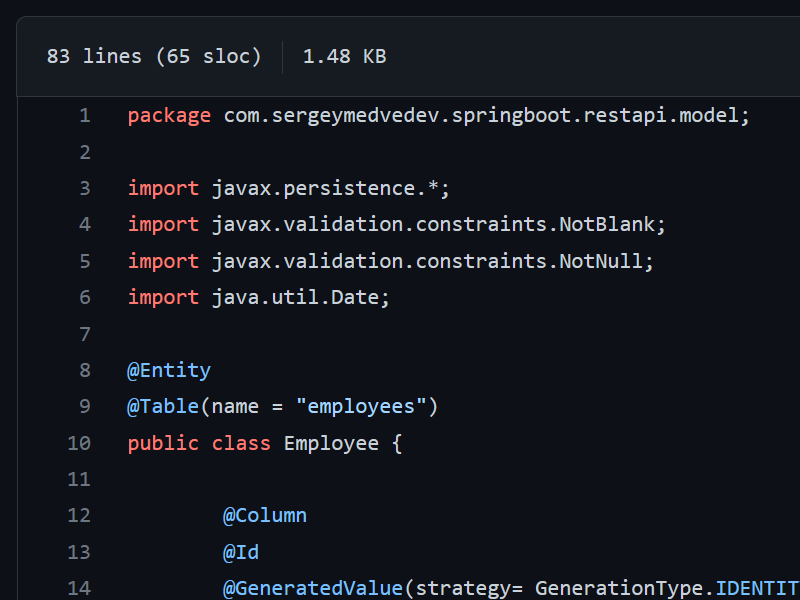 83 lines (65 sloc) 1.48 KB
1 package com.sergeymedvedev.springboot.restapi.model;
2
3 import javax.persistence.*;
4 import javax.validation.constraints.NotBlank;
5 import javax.validation.constraints.NotNull;
6 import java.util.Date;
7
8 @Entity
9 @Table(name = "employees")
10 public class Employee {
11
12 @Column
13 @Id
14 @GeneratedValue(strategy= GenerationType.IDENTIT